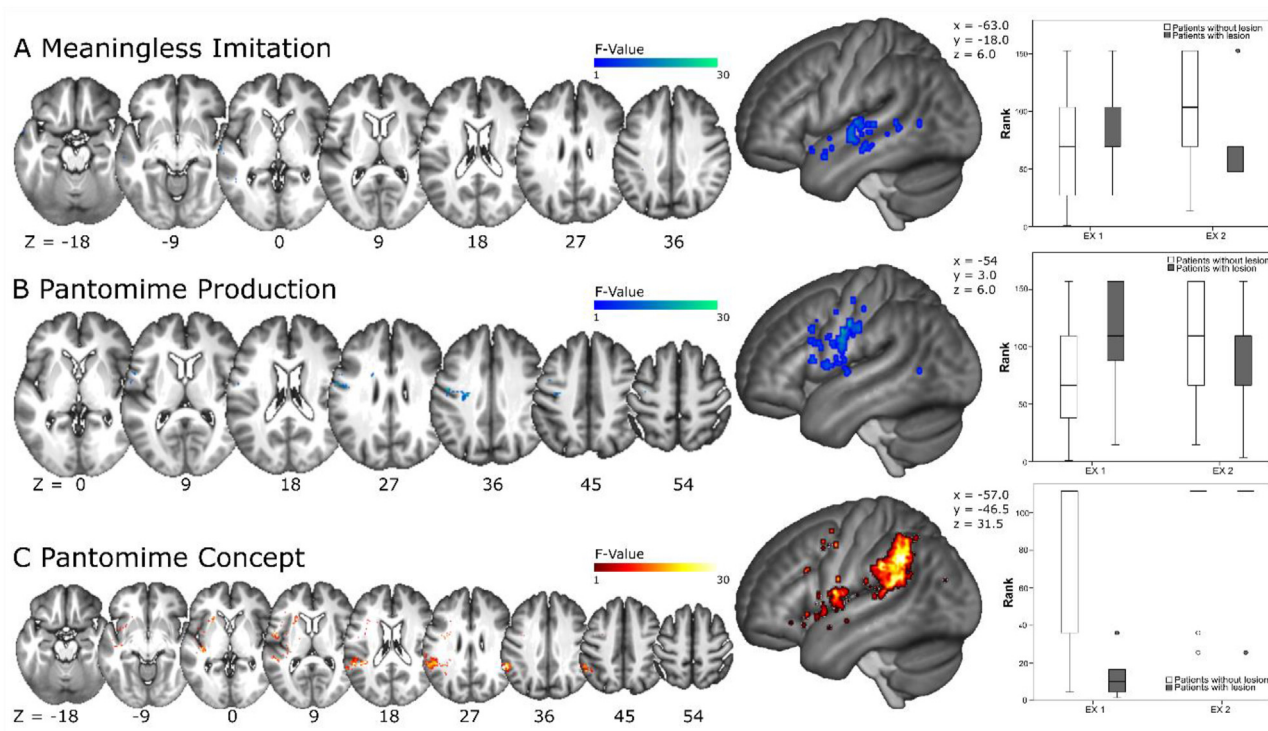 A Meaningless Imitation
F-Value
1 30
Z = -18 -9 0 9 18 27 36
x = -63.0
y = -18.0
z = 6.0
Patients without lesion
Patients with lesion
Rank
150
100
50
0
EX 1 EX 2
B Pantomime Production
F-Value
1 30
Z = 0 9 18 27 36 45 54
x = -54
y = 3.0
z = 6.0
Patients without lesion
Patients with lesion
Rank
150
100
50
0
EX 1 EX 2
C Pantomime Concept
F-Value
1 30
Z = -18 -9 0 9 18 27 36 45 54
x = -57.0
y = -46.5
z = 31.5
Rank
100
80
60
40
20
0
Patients without lesion
Patients with lesion
EX 1 EX 2